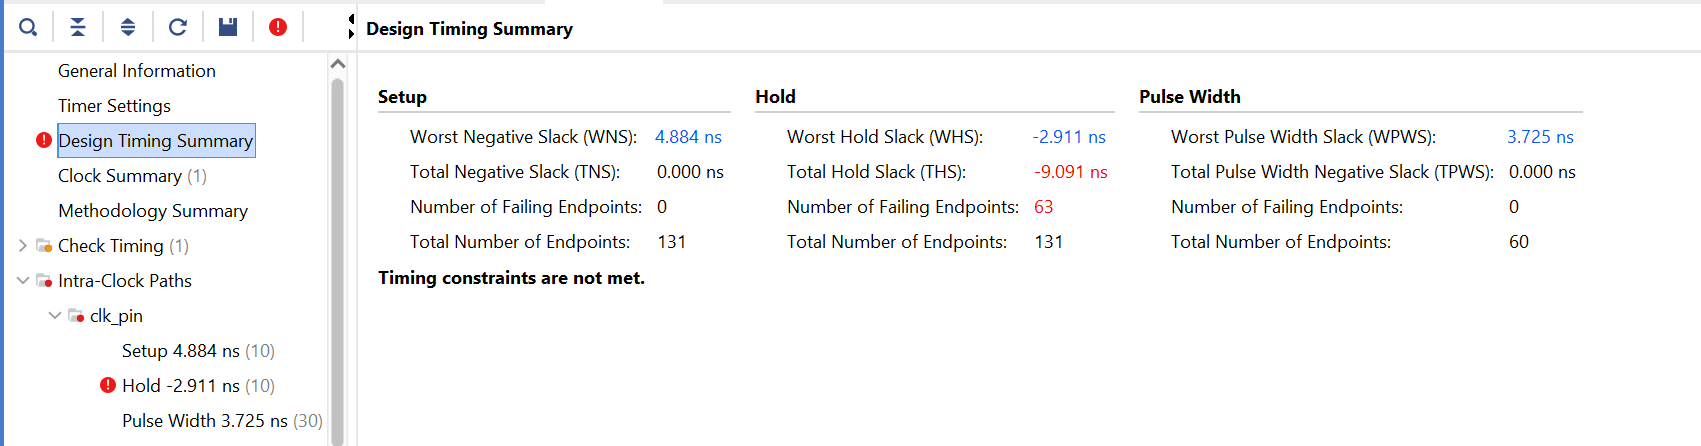 General Information
Timer Settings
Design Timing Summary
Clock Summary (1)
Methodology Summary
Check Timing (1)
Intra-Clock Paths
clk_pin
Setup 4.884 ns (10)
Hold -2.911 ns (10)
Pulse Width 3.725 ns (30)
Design Timing Summary
Setup
Worst Negative Slack (WNS): 4.884 ns
Total Negative Slack (TNS): 0.000 ns
Number of Failing Endpoints: 0
Total Number of Endpoints: 131
Hold
Worst Hold Slack (WHS): -2.911 ns
Total Hold Slack (THS): -9.091 ns
Number of Failing Endpoints: 63
Total Number of Endpoints: 131
Pulse Width
Worst Pulse Width Slack (WPWS): 3.725 ns
Total Pulse Width Negative Slack (TPWS): 0.000 ns
Number of Failing Endpoints: 0
Total Number of Endpoints: 60
Timing constraints are not met.